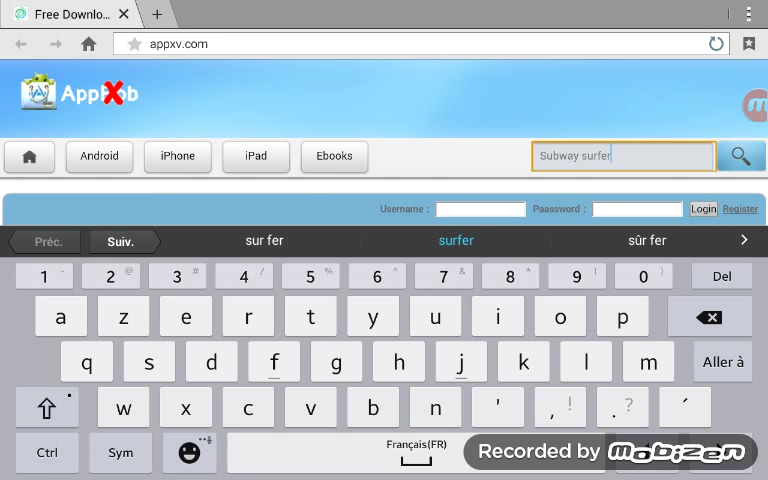 Free Downlo...
appxv.com
AppXob
Android
iPhone
iPad
Ebooks
Subway surfer
Username :
Paassword :
Login
Register
Préc.
Suiv.
sur fer
surfer
sûr fer
1 -
2 @
3 #
4 /
5 %
6 ^
7 &
8 *
9 (
0 )
Del
a z e r t y u i o p
q s d f g h j k l m
Aller à
w x c v b n ' , ! . ? ´
Ctrl
Sym
Français(FR)
Recorded by mobizen